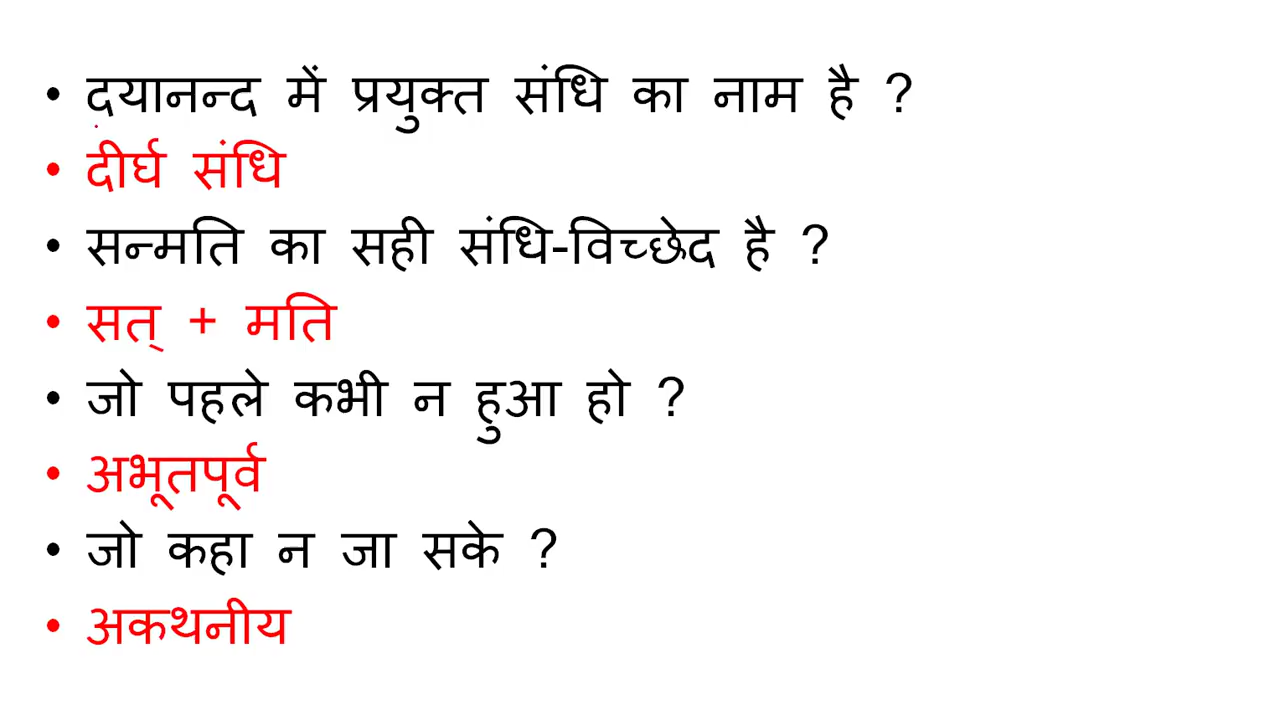 • दयानन्द में प्रयुक्त संधि का नाम है ?
• दीर्घ संधि
• सन्मति का सही संधि-विच्छेद है ?
• सत् + मति
• जो पहले कभी न हुआ हो ?
• अभूतपूर्व
• जो कहा न जा सके ?
• अकथनीय